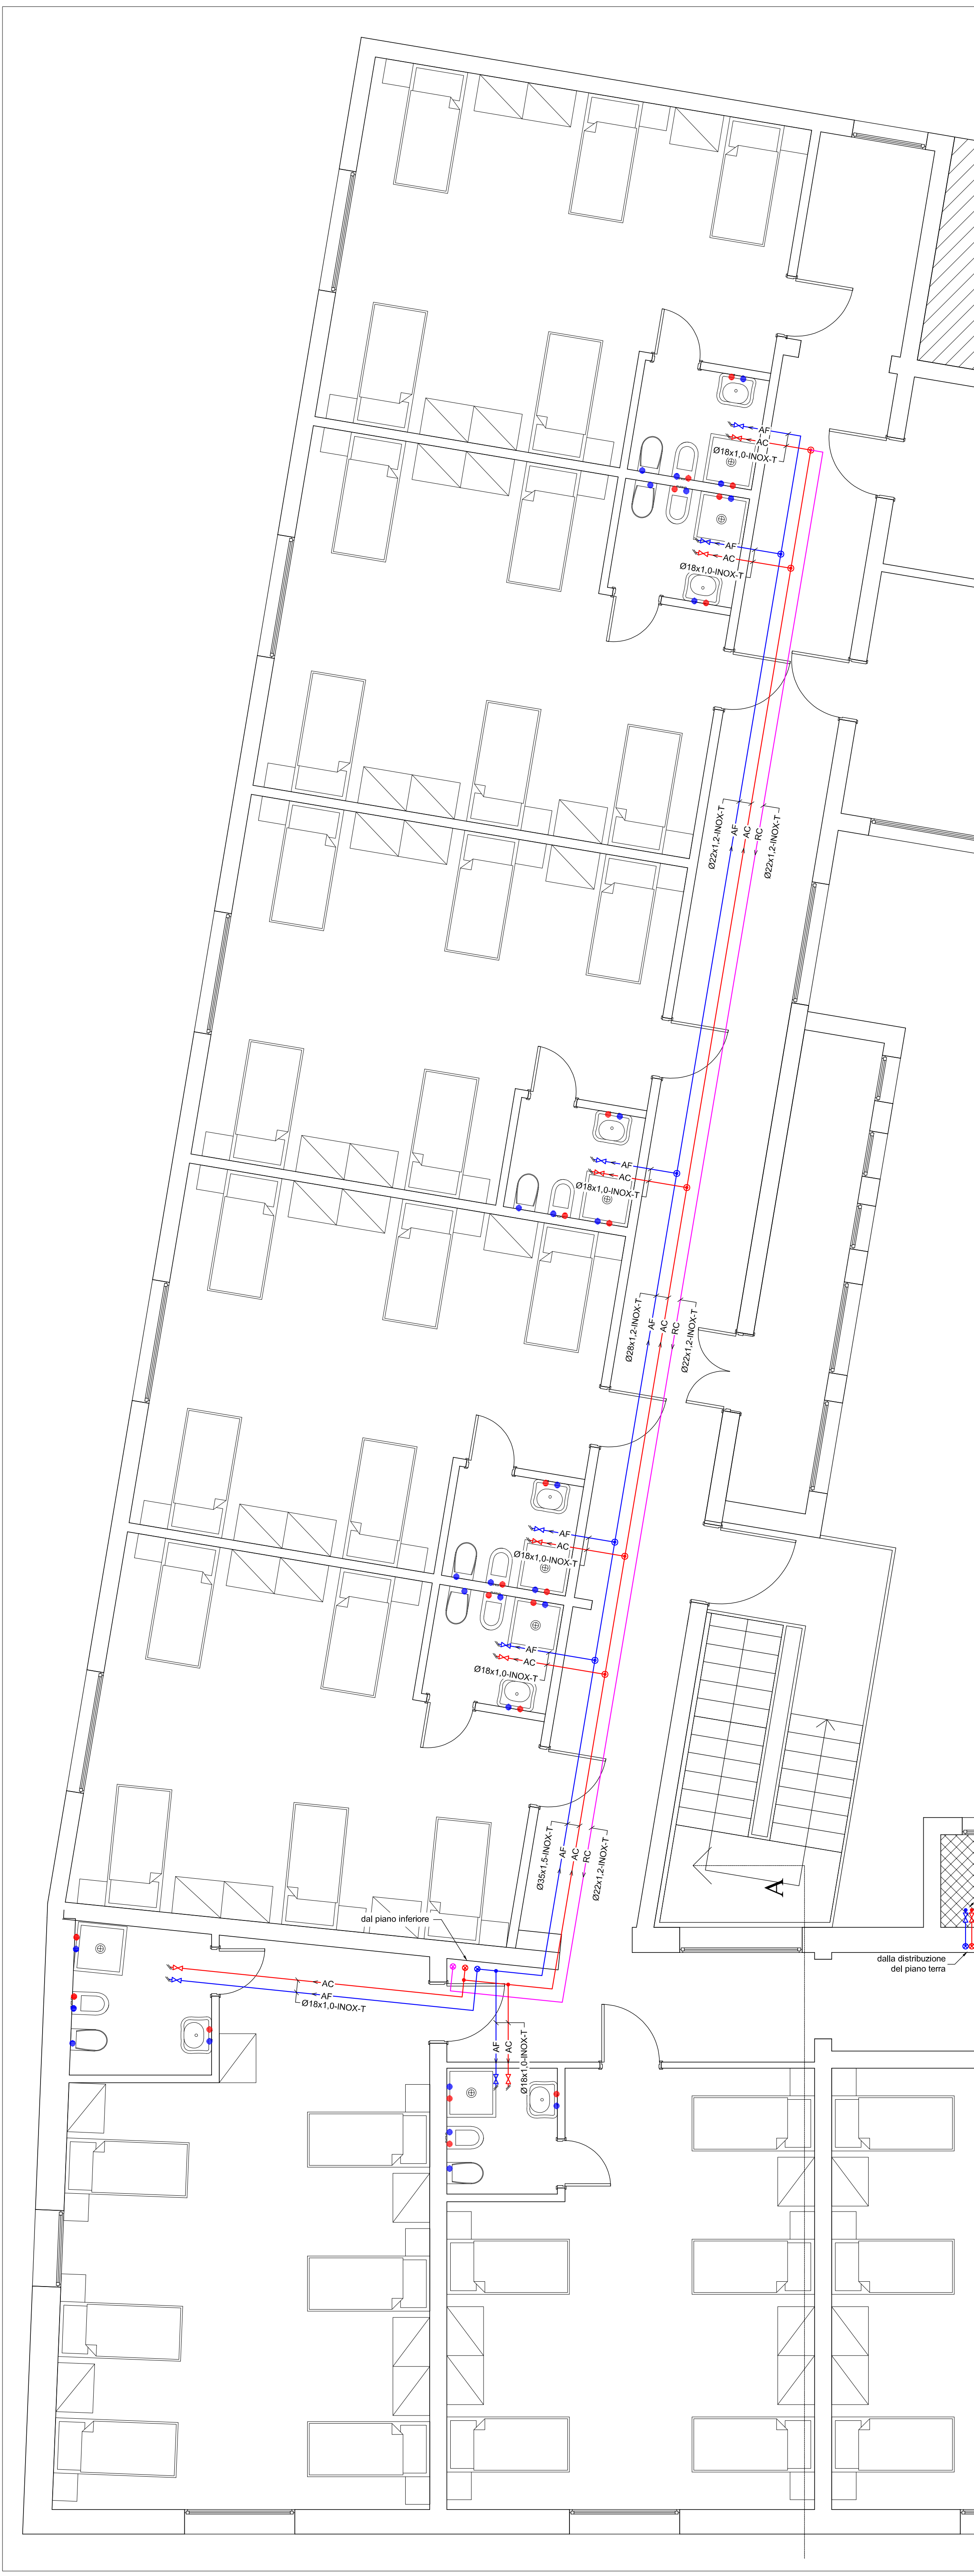 AF
AC
Ø18x1,0-INOX-T
AF
AC
Ø18x1,0-INOX-T
Ø22x1,2-INOX-T
AF
AC
RC
Ø22x1,2-INOX-T
AF
AC
Ø18x1,0-INOX-T
Ø28x1,2-INOX-T
AF
AC
RC
Ø22x1,2-INOX-T
AF
AC
Ø18x1,0-INOX-T
AF
AC
Ø18x1,0-INOX-T
Ø35x1,5-INOX-T
AF
AC
RC
Ø22x1,2-INOX-T
A
dal piano inferiore
dalla distribuzione
del piano terra
AC
AF
Ø18x1,0-INOX-T
AF
AC
Ø18x1,0-INOX-T